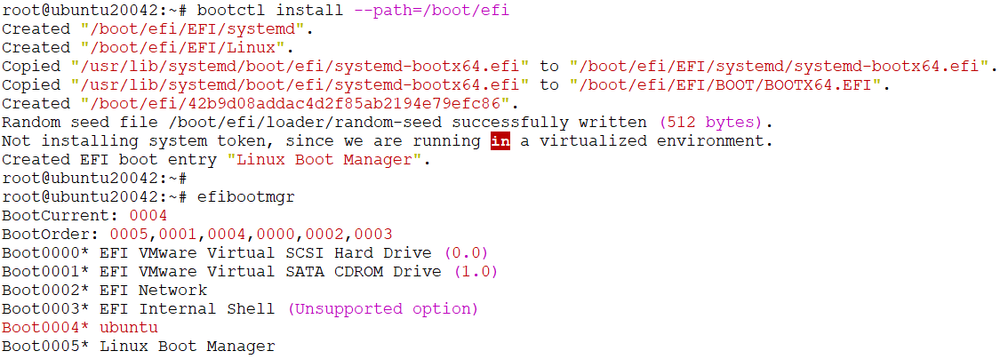 root@ubuntu20042:~# bootctl install --path=/boot/efi
Created "/boot/efi/EFI/systemd".
Created "/boot/efi/EFI/Linux".
Copied "/usr/lib/systemd/boot/efi/systemd-bootx64.efi" to "/boot/efi/EFI/systemd/systemd-bootx64.efi".
Copied "/usr/lib/systemd/boot/efi/systemd-bootx64.efi" to "/boot/efi/EFI/BOOT/BOOTX64.EFI".
Created "/boot/efi/42b9d08addac4d2f85ab2194e79efc86".
Random seed file /boot/efi/loader/random-seed successfully written (512 bytes).
Not installing system token, since we are running in a virtualized environment.
Created EFI boot entry "Linux Boot Manager".
root@ubuntu20042:~#
root@ubuntu20042:~# efibootmgr
BootCurrent: 0004
BootOrder: 0005,0001,0004,0000,0002,0003
Boot0000* EFI VMware Virtual SCSI Hard Drive (0.0)
Boot0001* EFI VMware Virtual SATA CDROM Drive (1.0)
Boot0002* EFI Network
Boot0003* EFI Internal Shell (Unsupported option)
Boot0004* ubuntu
Boot0005* Linux Boot Manager